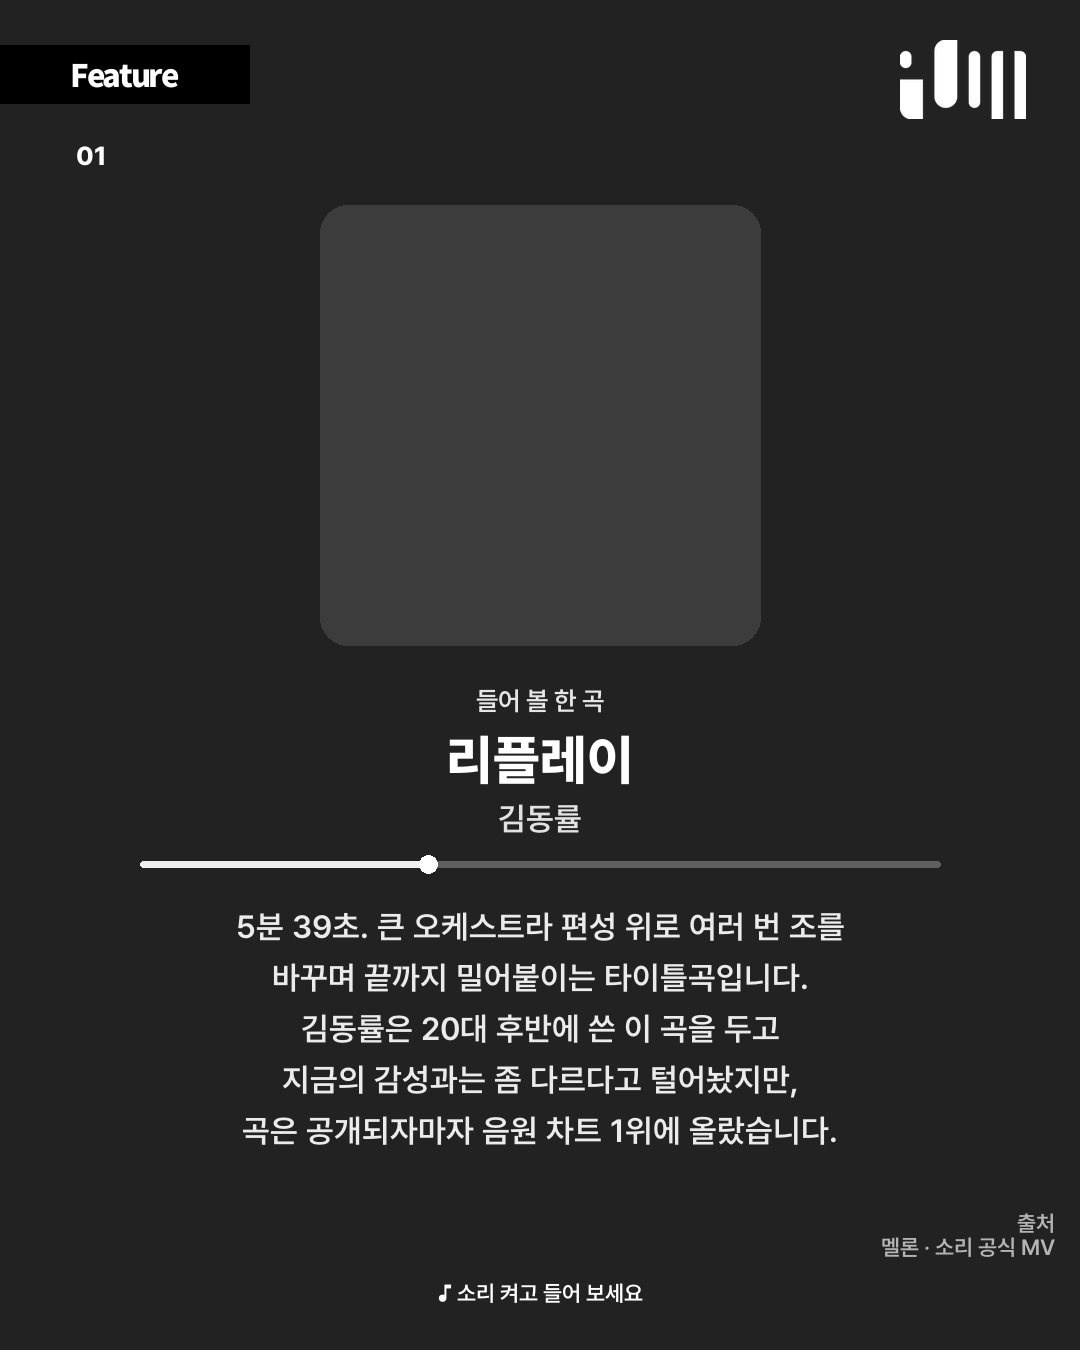 Feature
01
들어 볼 한 곡
리플레이
김동률
5분 39초. 큰 오케스트라 편성 위로 여러 번 조를
바꾸며 끝까지 밀어붙이는 타이틀곡입니다.
김동률은 20대 후반에 쓴 이 곡을 두고
지금의 감성과는 좀 다르다고 털어놨지만,
곡은 공개되자마자 음원 차트 1위에 올랐습니다.
출처
멜론 · 소리 공식 MV
♪ 소리 켜고 들어 보세요